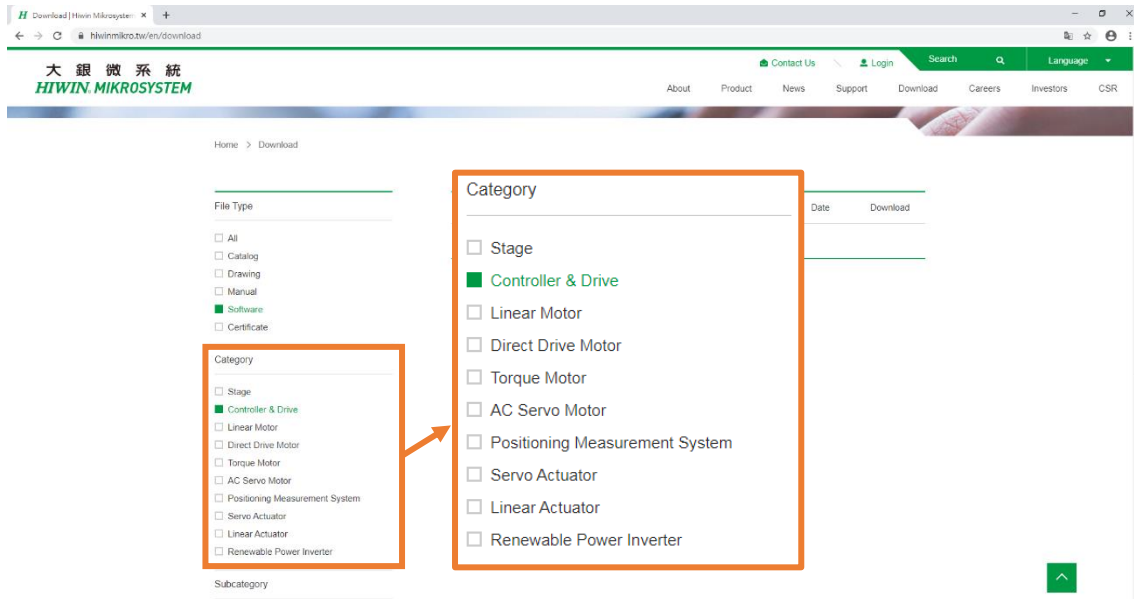 H Download | Hiwin Mikrosystem × +
hiwinmikro.tw/en/download
Contact Us Login Search Language
大銀微系統
HIWIN® MIKROSYSTEM
About Product News Support Download Careers Investors CSR
Home > Download
File Type
All
Catalog
Drawing
Manual
Software
Certificate
Category
Stage
Controller & Drive
Linear Motor
Direct Drive Motor
Torque Motor
AC Servo Motor
Positioning Measurement System
Servo Actuator
Linear Actuator
Renewable Power Inverter
Subcategory
Category
Stage
Controller & Drive
Linear Motor
Direct Drive Motor
Torque Motor
AC Servo Motor
Positioning Measurement System
Servo Actuator
Linear Actuator
Renewable Power Inverter
Date Download